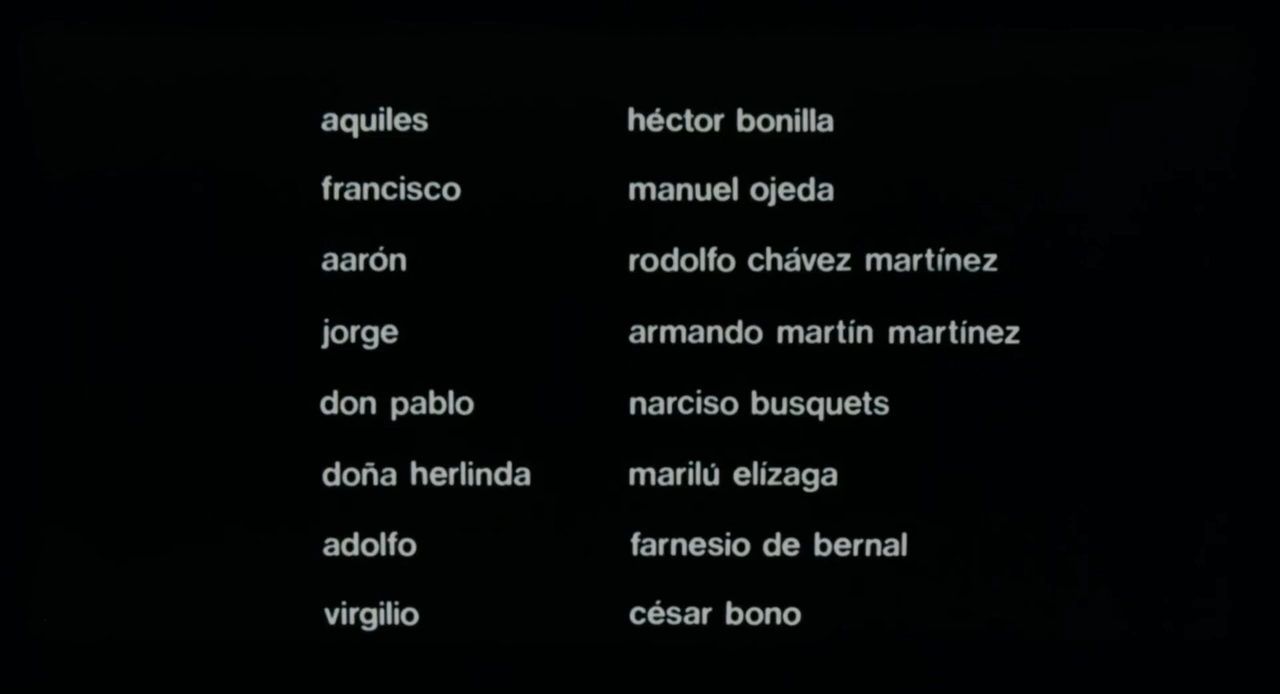 aquiles héctor bonilla
francisco manuel ojeda
aarón rodolfo chávez martínez
jorge armando martín martínez
don pablo narciso busquets
doña herlinda marilú elízaga
adolfo farnesio de bernal
virgilio césar bono